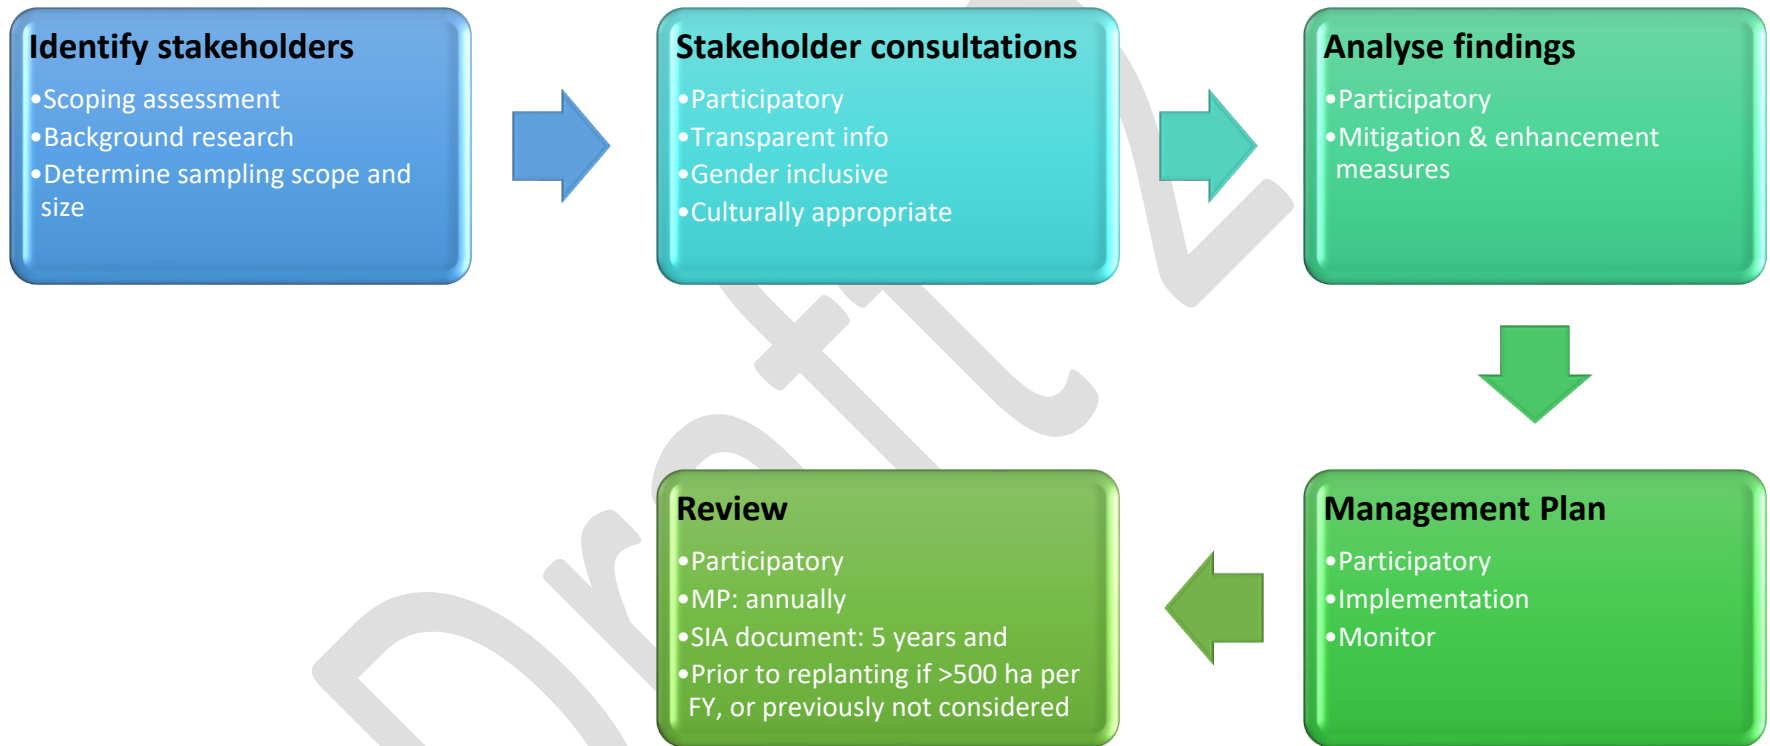 Identify stakeholders
•Scoping assessment
•Background research
•Determine sampling scope and
size
Stakeholder consultations
•Participatory
•Transparent info
•Gender inclusive
•Culturally appropriate
Analyse findings
•Participatory
•Mitigation & enhancement
measures
Management Plan
•Participatory
•Implementation
•Monitor
Review
•Participatory
•MP: annually
•SIA document: 5 years and
•Prior to replanting if >500 ha per
FY, or previously not considered
Draft 2